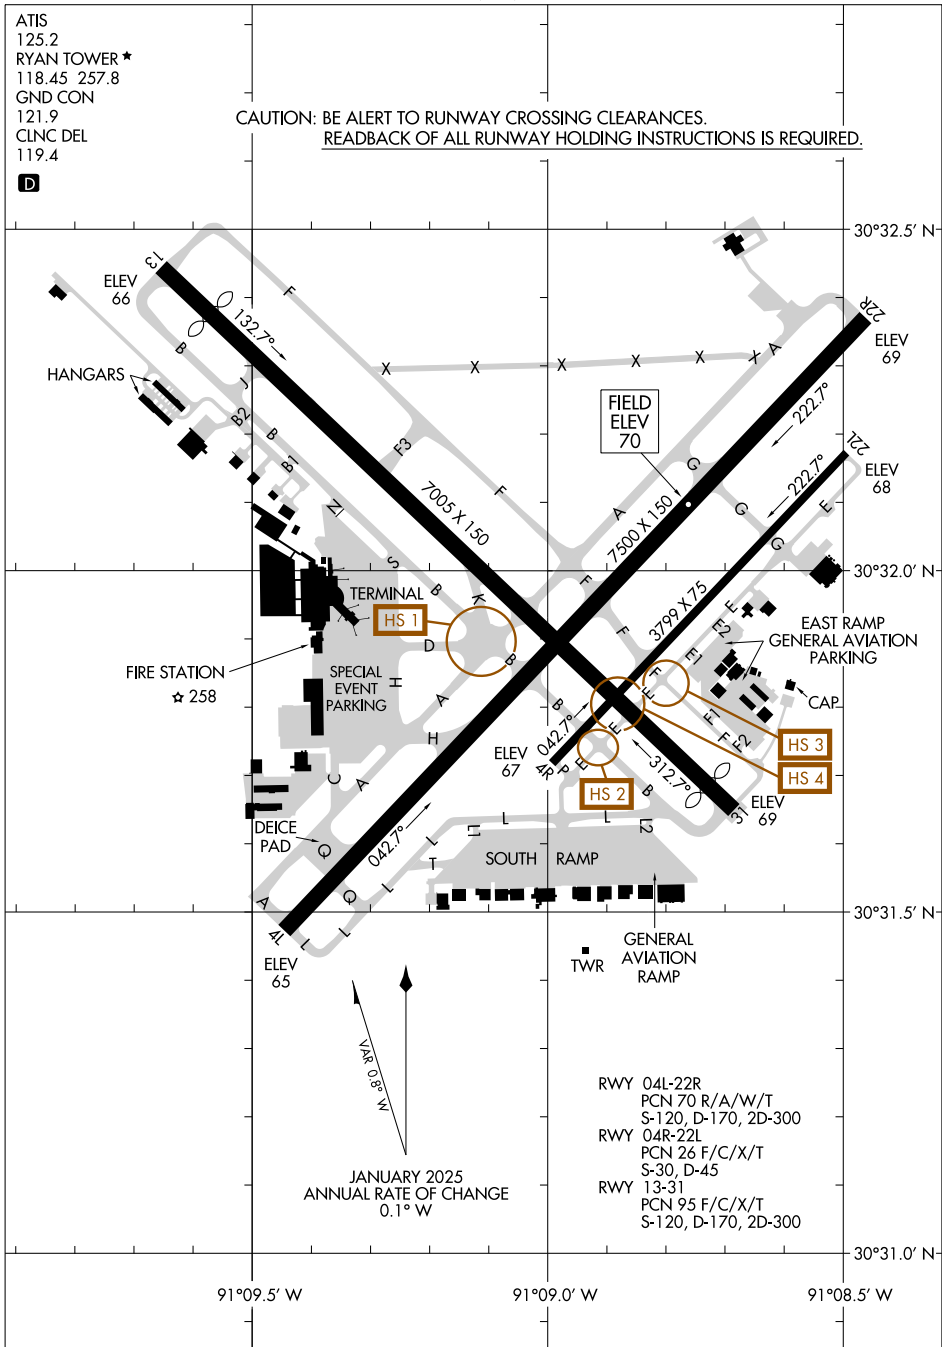 ATIS
125.2
RYAN TOWER ★
118.45 257.8
GND CON
121.9
CLNC DEL
119.4
D
CAUTION: BE ALERT TO RUNWAY CROSSING CLEARANCES.
READBACK OF ALL RUNWAY HOLDING INSTRUCTIONS IS REQUIRED.
30°32.5' N
13
ELEV
66
F
132.7°
B
J
HANGARS
B2
B
B1
N1
F3
F
7005 X 150
X X X X X X
A
22R
ELEV
69
222.7°
FIELD
ELEV
70
22L
ELEV
68
222.7°
G
G
G
E
A
7500 X 150
30°32.0' N
S
B
K
F
F
3799 X 75
E
E2
E1
TERMINAL
HS 1
D
B
EAST RAMP
GENERAL AVIATION
PARKING
FIRE STATION
258
SPECIAL
EVENT
PARKING
H
A
H
B
F
E
F1
F
F2
CAP
HS 3
HS 4
ELEV
67
042.7°
4R
P
E
E
HS 2
312.7°
B
31
ELEV
69
C
A
DEICE
PAD
Q
042.7°
L
L1
L
L
L2
T
L
SOUTH RAMP
Q
A
4L
L
L
ELEV
65
30°31.5' N
TWR
GENERAL
AVIATION
RAMP
VAR 0.8° W
JANUARY 2025
ANNUAL RATE OF CHANGE
0.1° W
RWY 04L-22R
PCN 70 R/A/W/T
S-120, D-170, 2D-300
RWY 04R-22L
PCN 26 F/C/X/T
S-30, D-45
RWY 13-31
PCN 95 F/C/X/T
S-120, D-170, 2D-300
30°31.0' N
91°09.5' W
91°09.0' W
91°08.5' W